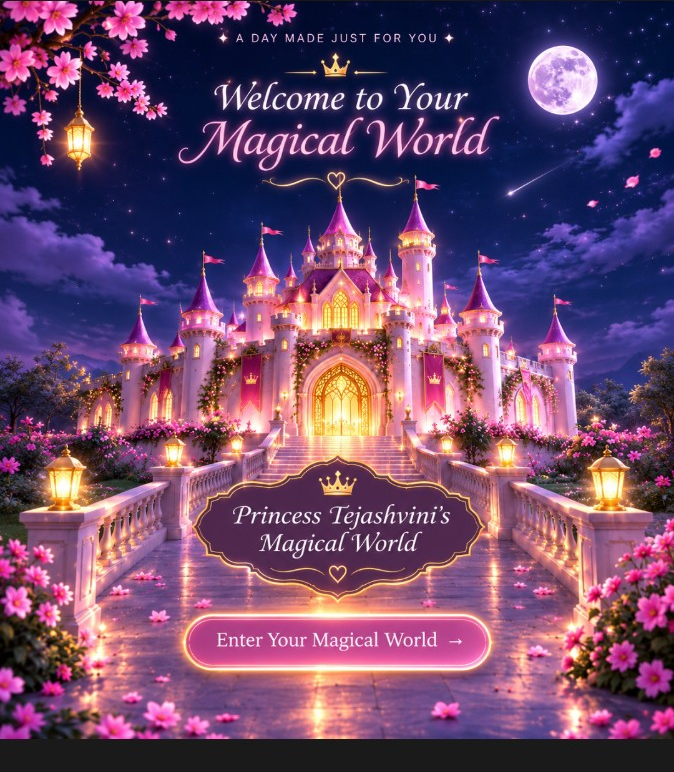 ✦ A DAY MADE JUST FOR YOU ✦
Welcome to Your
Magical World
Princess Tejashvini's
Magical World
Enter Your Magical World →